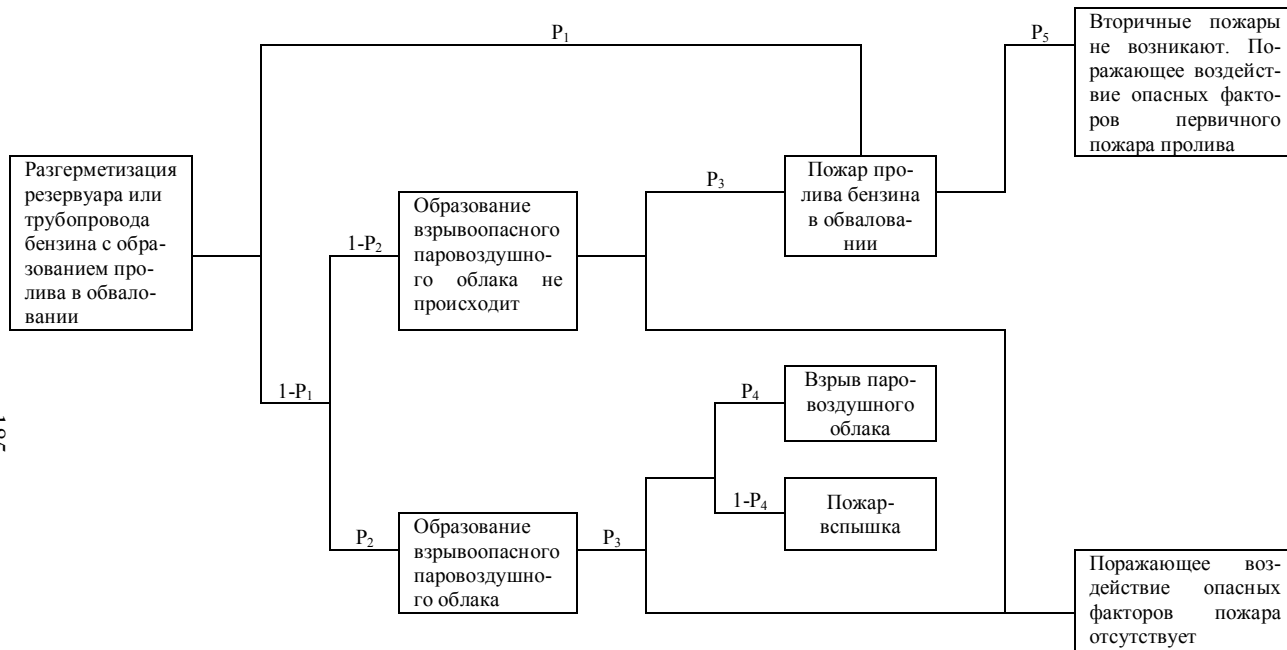 P1
P5
Вторичные пожары
не возникают. По-
ражающее воздейст-
вие опасных факто-
ров первичного
пожара пролива
Разгерметизация
резервуара или
трубопровода
бензина с обра-
зованием про-
лива в обвало-
вании
1-P2
Образование
взрывоопасного
паровоздушно-
го облака не
происходит
P3
Пожар про-
лива бензина
в обвалова-
нии
1-P1
P4
Взрыв паро-
воздушного
облака
1-P4
Пожар-
вспышка
P2
Образование
взрывоопасного
паровоздушно-
го облака
P3
Поражающее воз-
действие опасных
факторов пожара
отсутствует